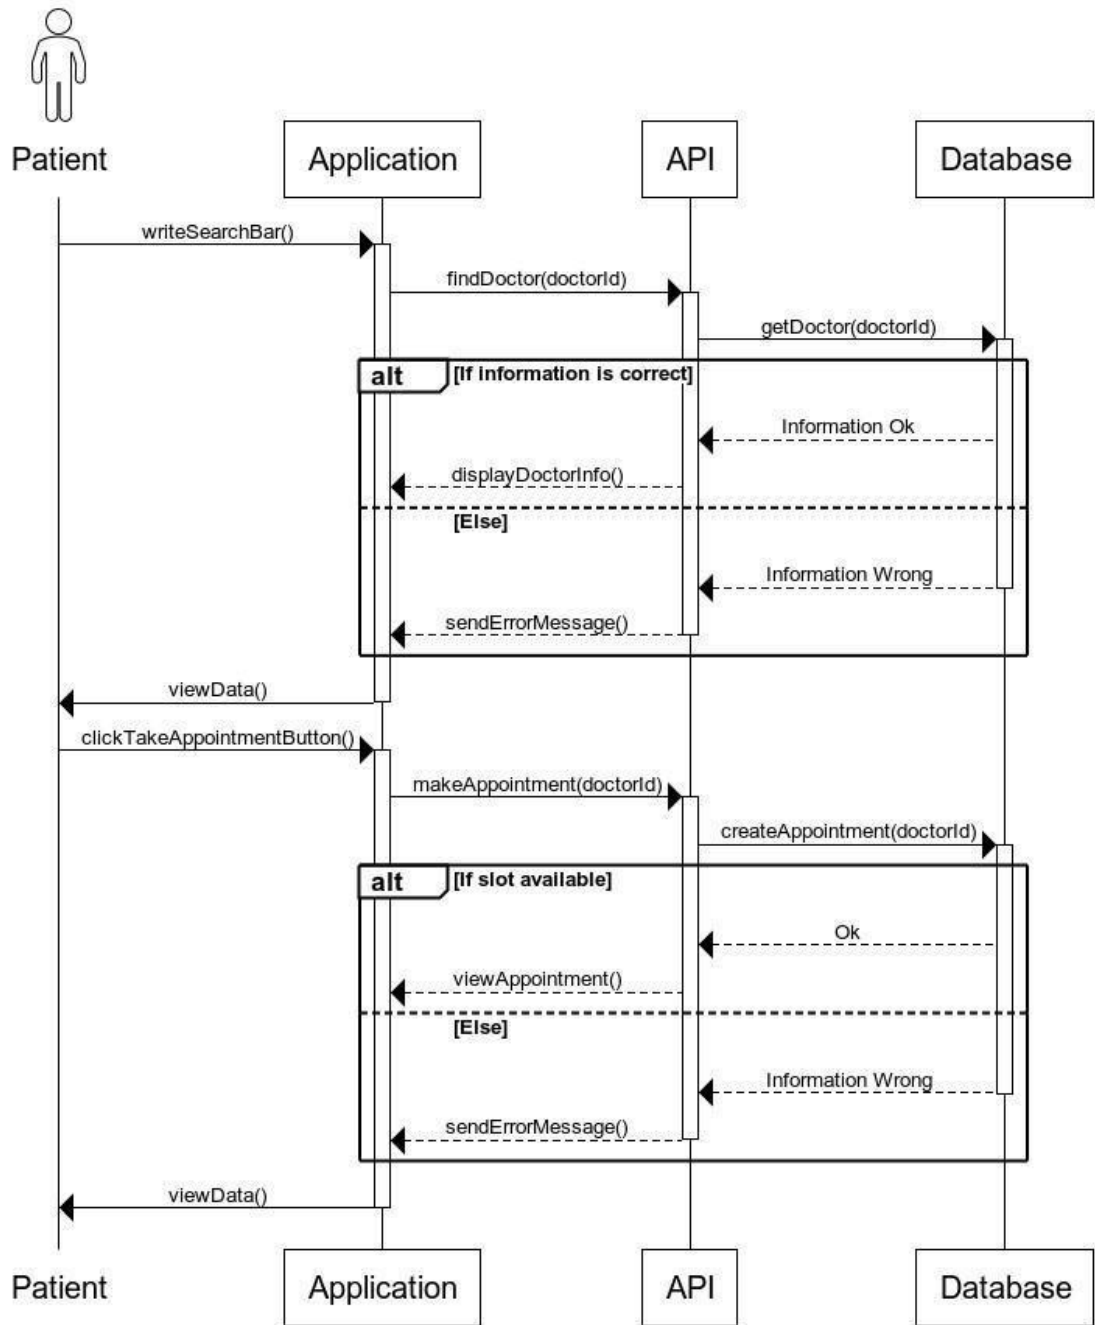 Patient
Application
API
Database
writeSearchBar()
findDoctor(doctorId)
getDoctor(doctorId)
alt
[If information is correct]
Information Ok
displayDoctorInfo()
[Else]
Information Wrong
sendErrorMessage()
viewData()
clickTakeAppointmentButton()
makeAppointment(doctorId)
createAppointment(doctorId)
alt
[If slot available]
Ok
viewAppointment()
[Else]
Information Wrong
sendErrorMessage()
viewData()
Patient
Application
API
Database